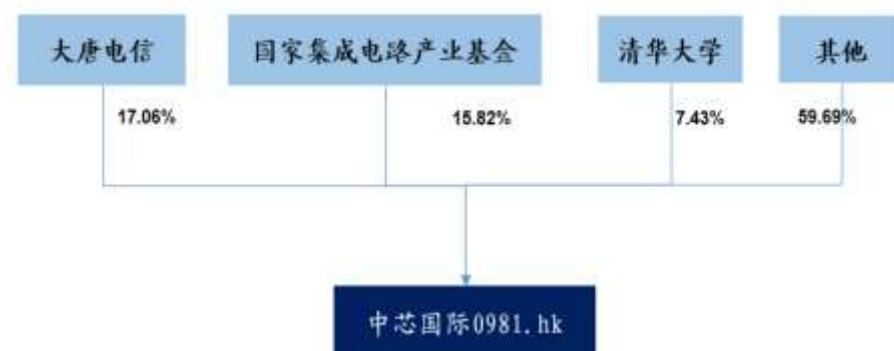 大唐电信
国家集成电路产业基会
清华大学
其他
17.06%
15.82%
7.43%
59.69%
中芯国际0981.hk